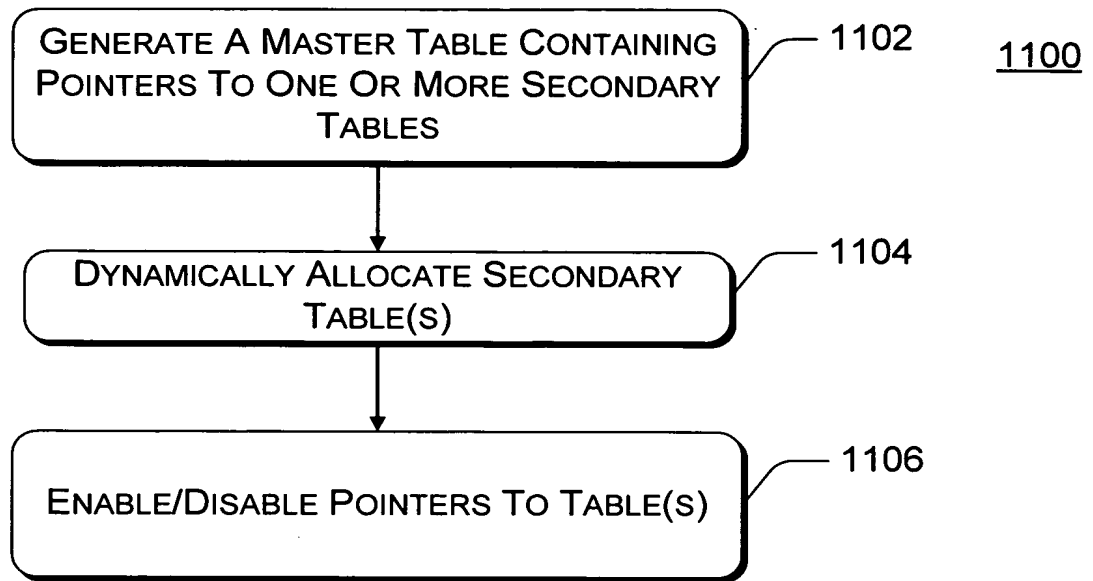 GENERATE A MASTER TABLE CONTAINING
POINTERS TO ONE OR MORE SECONDARY
TABLES
1102
1100
DYNAMICALLY ALLOCATE SECONDARY
TABLE(S)
1104
ENABLE/DISABLE POINTERS TO TABLE(S)
1106